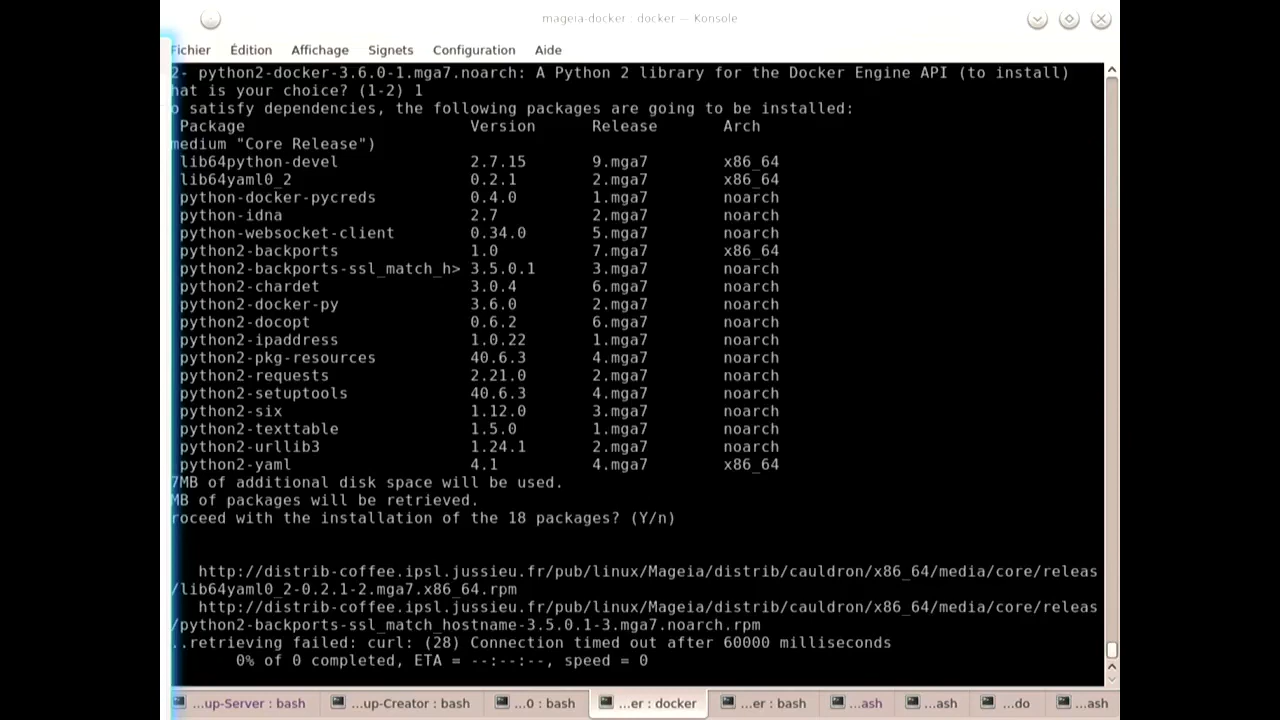 mageia-docker : docker — Konsole
Fichier Édition Affichage Signets Configuration Aide
2- python2-docker-3.6.0-1.mga7.noarch: A Python 2 library for the Docker Engine API (to install)
hat is your choice? (1-2) 1
o satisfy dependencies, the following packages are going to be installed:
Package Version Release Arch
medium "Core Release")
lib64python-devel 2.7.15 9.mga7 x86_64
lib64yaml0_2 0.2.1 2.mga7 x86_64
python-docker-pycreds 0.4.0 1.mga7 noarch
python-idna 2.7 2.mga7 noarch
python-websocket-client 0.34.0 5.mga7 noarch
python2-backports 1.0 7.mga7 x86_64
python2-backports-ssl_match_h> 3.5.0.1 3.mga7 noarch
python2-chardet 3.0.4 6.mga7 noarch
python2-docker-py 3.6.0 2.mga7 noarch
python2-docopt 0.6.2 6.mga7 noarch
python2-ipaddress 1.0.22 1.mga7 noarch
python2-pkg-resources 40.6.3 4.mga7 noarch
python2-requests 2.21.0 2.mga7 noarch
python2-setuptools 40.6.3 4.mga7 noarch
python2-six 1.12.0 3.mga7 noarch
python2-texttable 1.5.0 1.mga7 noarch
python2-urllib3 1.24.1 2.mga7 noarch
python2-yaml 4.1 4.mga7 x86_64
7MB of additional disk space will be used.
MB of packages will be retrieved.
roceed with the installation of the 18 packages? (Y/n)
http://distrib-coffee.ipsl.jussieu.fr/pub/linux/Mageia/distrib/cauldron/x86_64/media/core/releas
/lib64yaml0_2-0.2.1-2.mga7.x86_64.rpm
http://distrib-coffee.ipsl.jussieu.fr/pub/linux/Mageia/distrib/cauldron/x86_64/media/core/releas
/python2-backports-ssl_match_hostname-3.5.0.1-3.mga7.noarch.rpm
..retrieving failed: curl: (28) Connection timed out after 60000 milliseconds
0% of 0 completed, ETA = --:--:--, speed = 0
...up-Server : bash ...up-Creator : bash ...0 : bash ...er : docker ...er : bash ...ash ...ash ...do ...ash